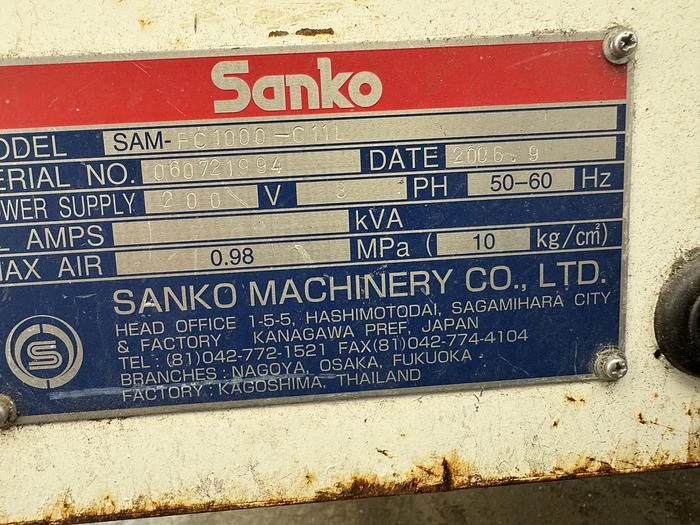 Sanko
ODEL SAM-FC1000-C11L
ERIAL NO. 060721994 DATE 2006.9
OWER SUPPLY 200 V 3 PH 50-60 Hz
L AMPS kVA
MAX AIR 0.98 MPa ( 10 kg/cm²)
SANKO MACHINERY CO., LTD.
HEAD OFFICE 1-5-5, HASHIMOTODAI, SAGAMIHARA CITY
& FACTORY KANAGAWA PREF, JAPAN
TEL : (81)042-772-1521 FAX(81)042-774-4104
BRANCHES : NAGOYA, OSAKA, FUKUOKA
FACTORY : KAGOSHIMA, THAILAND